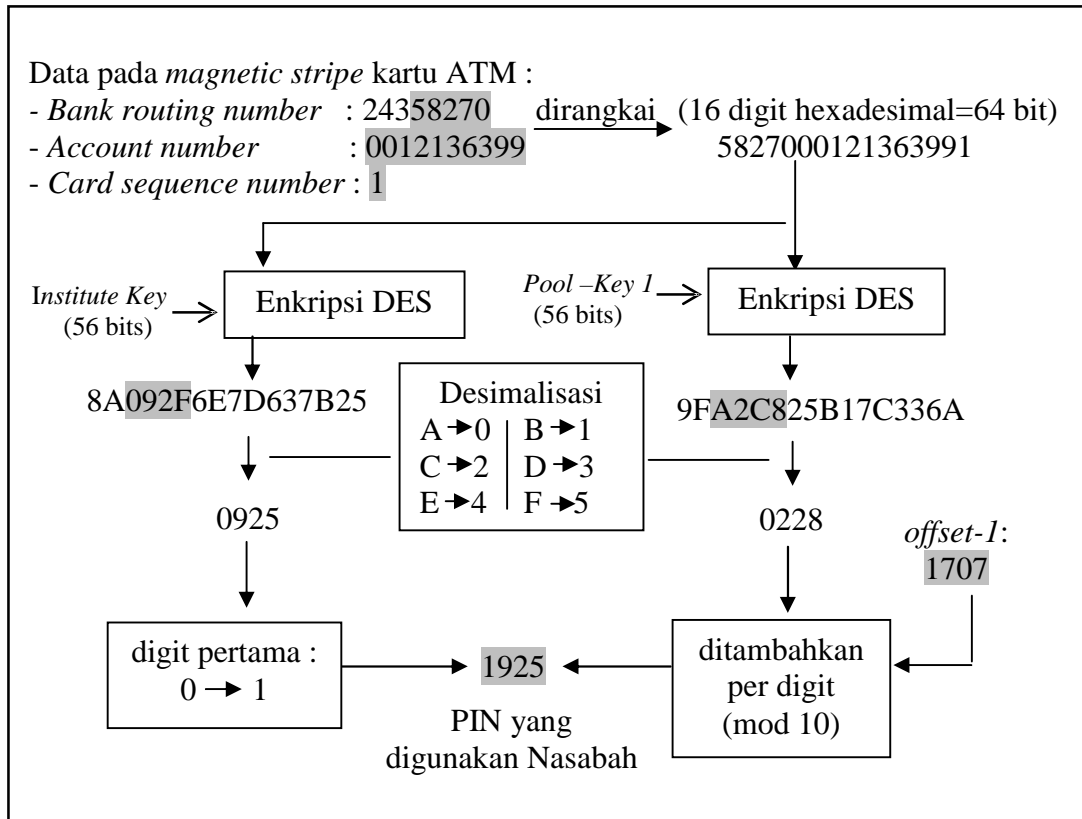 Data pada magnetic stripe kartu ATM :
- Bank routing number : 24358270 dirangkai (16 digit hexadesimal=64 bit)
- Account number : 0012136399 5827000121363991
- Card sequence number : 1
Institute Key
(56 bits)
Enkripsi DES
Pool –Key 1
(56 bits)
Enkripsi DES
8A092F6E7D637B25
Desimalisasi
A→0 B→1
C→2 D→3
E→4 F→5
9FA2C825B17C336A
0925
0228
offset-1:
1707
digit pertama :
0 → 1
1925
PIN yang
digunakan Nasabah
ditambahkan
per digit
(mod 10)